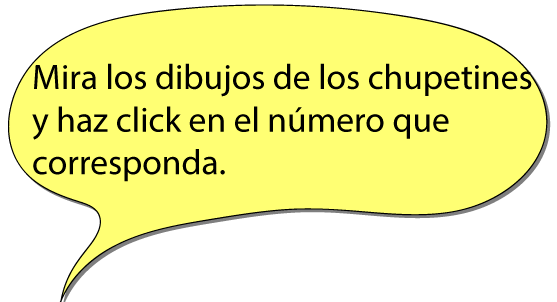 Mira los dibujos de los chupetines
y haz click en el número que
corresponda.